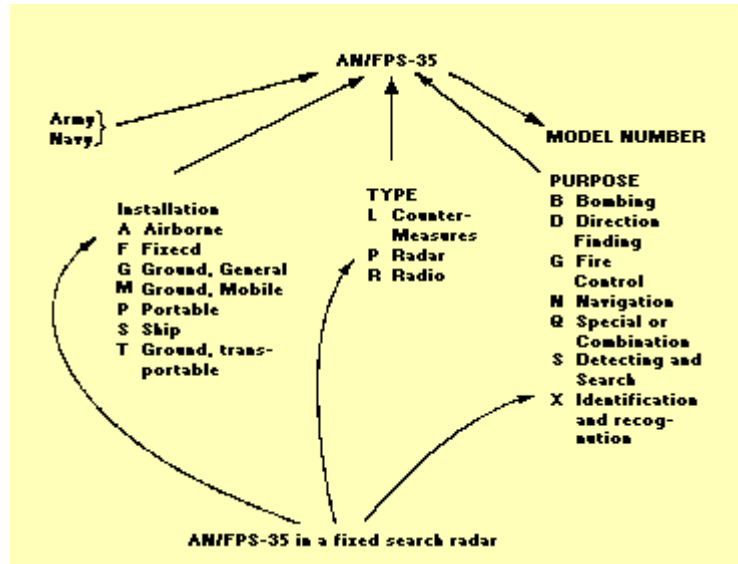 AN/FPS-35
Army
Navy
MODEL NUMBER
Installation
A Airborne
F Fixecd
G Ground, General
M Ground, Mobile
P Portable
S Ship
T Ground, trans-
portable
TYPE
L Counter-
Measures
P Radar
R Radio
PURPOSE
B Bombing
D Direction
Finding
G Fire
Control
N Navigation
Q Special or
Combination
S Detecting and
Search
X Identification
and recog-
nution
AN/FPS-35 in a fixed search radar